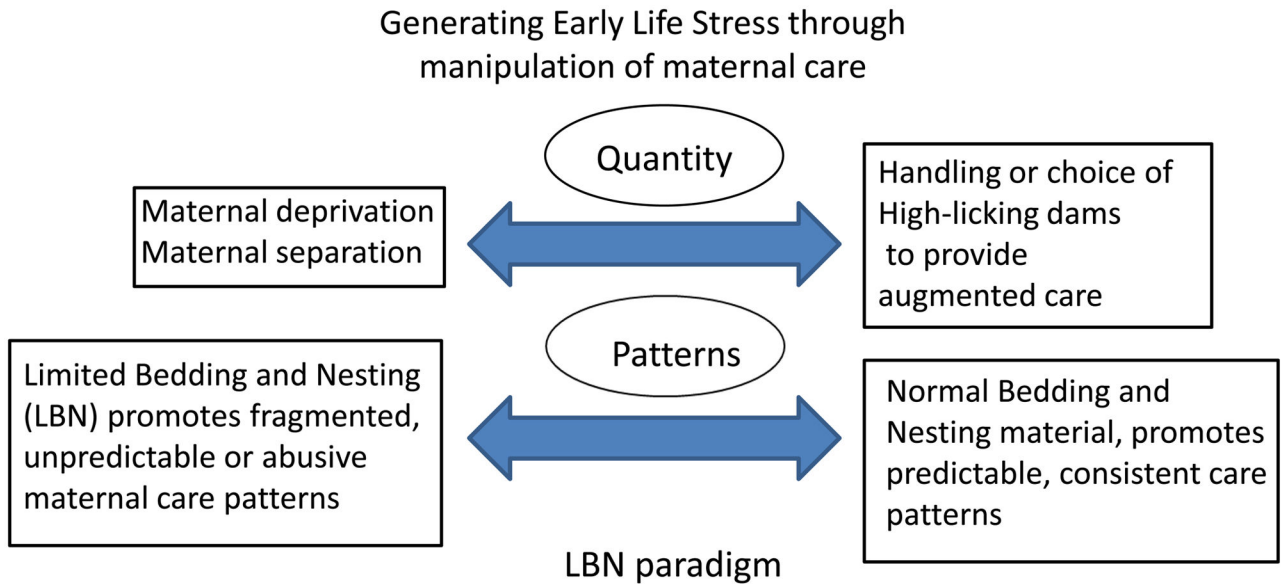 Generating Early Life Stress through
manipulation of maternal care
Quantity
Maternal deprivation
Maternal separation
Handling or choice of
High-licking dams
to provide
augmented care
Patterns
Limited Bedding and Nesting
(LBN) promotes fragmented,
unpredictable or abusive
maternal care patterns
Normal Bedding and
Nesting material, promotes
predictable, consistent care
patterns
LBN paradigm